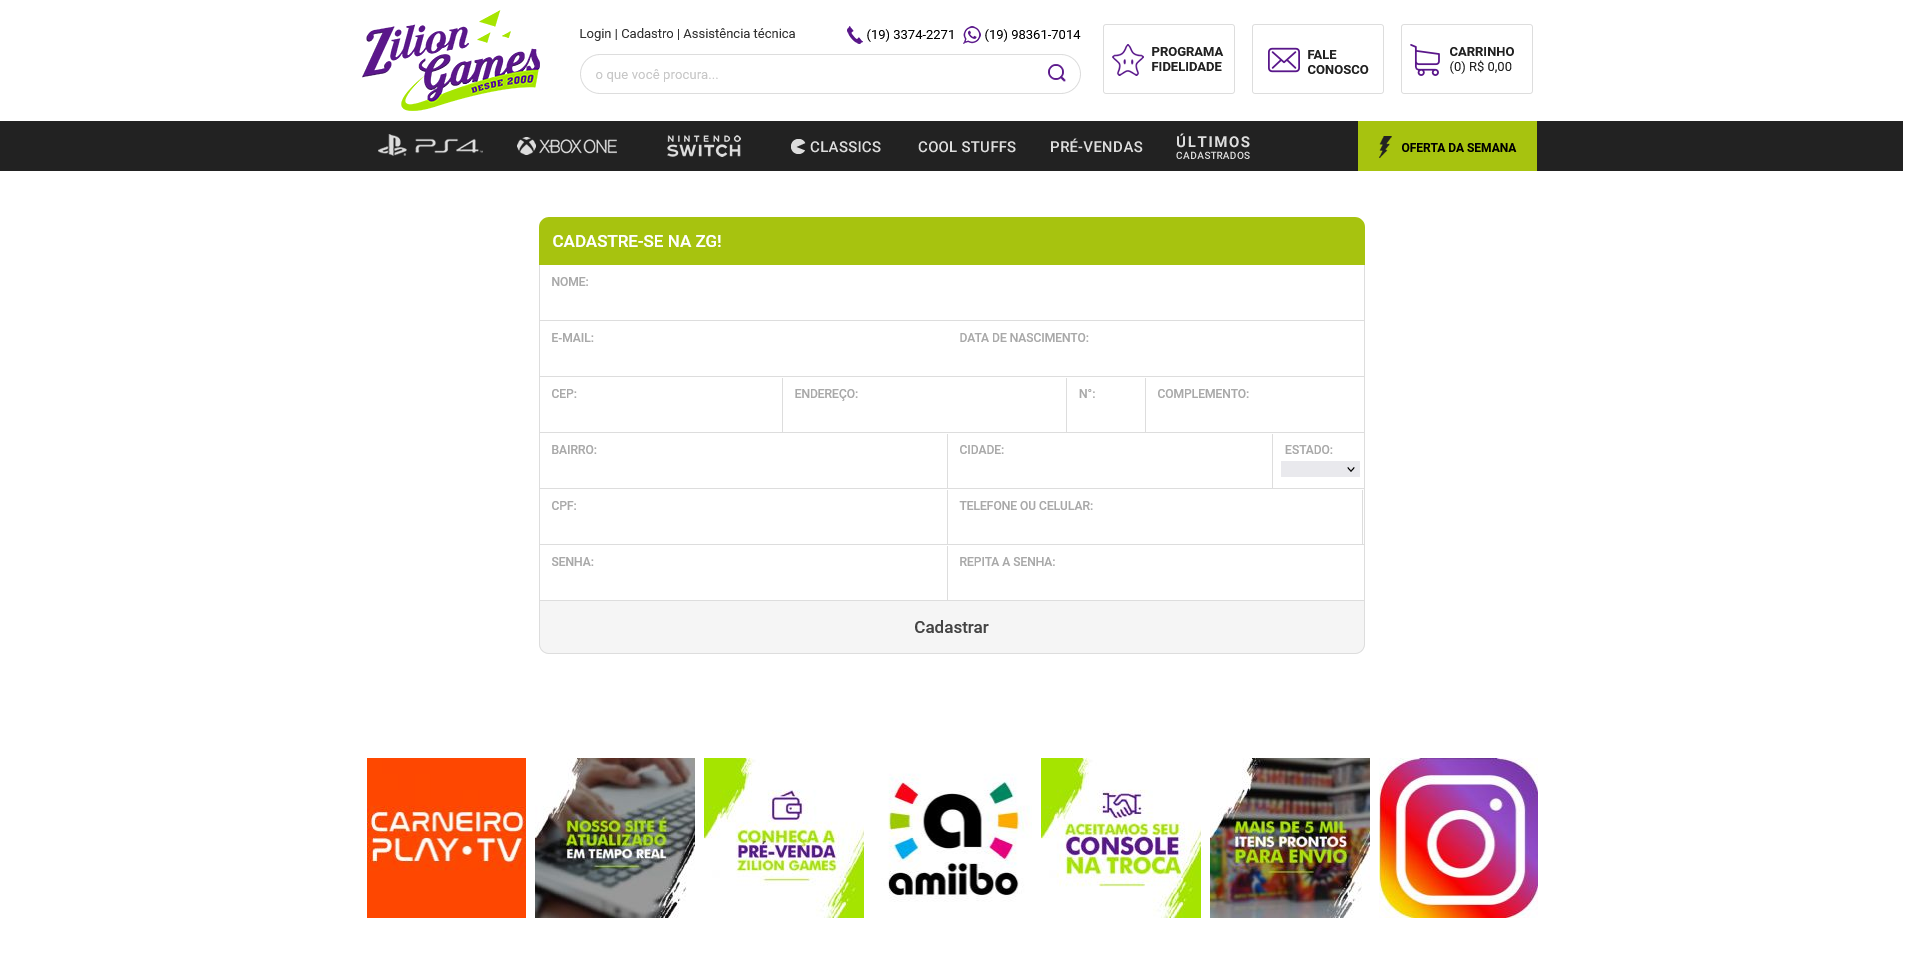 Zilion Games
DESDE 2000
Login | Cadastro | Assistência técnica
(19) 3374-2271
(19) 98361-7014
o que você procura...
PROGRAMA
FIDELIDADE
FALE
CONOSCO
CARRINHO
(0) R$ 0,00
PS4
XBOX ONE
NINTENDO
SWITCH
CLASSICS
COOL STUFFS
PRÉ-VENDAS
ÚLTIMOS
CADASTRADOS
OFERTA DA SEMANA
CADASTRE-SE NA ZG!
NOME:
E-MAIL:
DATA DE NASCIMENTO:
CEP:
ENDEREÇO:
N°:
COMPLEMENTO:
BAIRRO:
CIDADE:
ESTADO:
CPF:
TELEFONE OU CELULAR:
SENHA:
REPITA A SENHA:
Cadastrar
CARNEIRO
PLAY•TV
NOSSO SITE É
ATUALIZADO
EM TEMPO REAL
CONHEÇA A
PRÉ-VENDA
ZILION GAMES
a
amiibo
ACEITAMOS SEU
CONSOLE
NA TROCA
MAIS DE 5 MIL
ITENS PRONTOS
PARA ENVIO